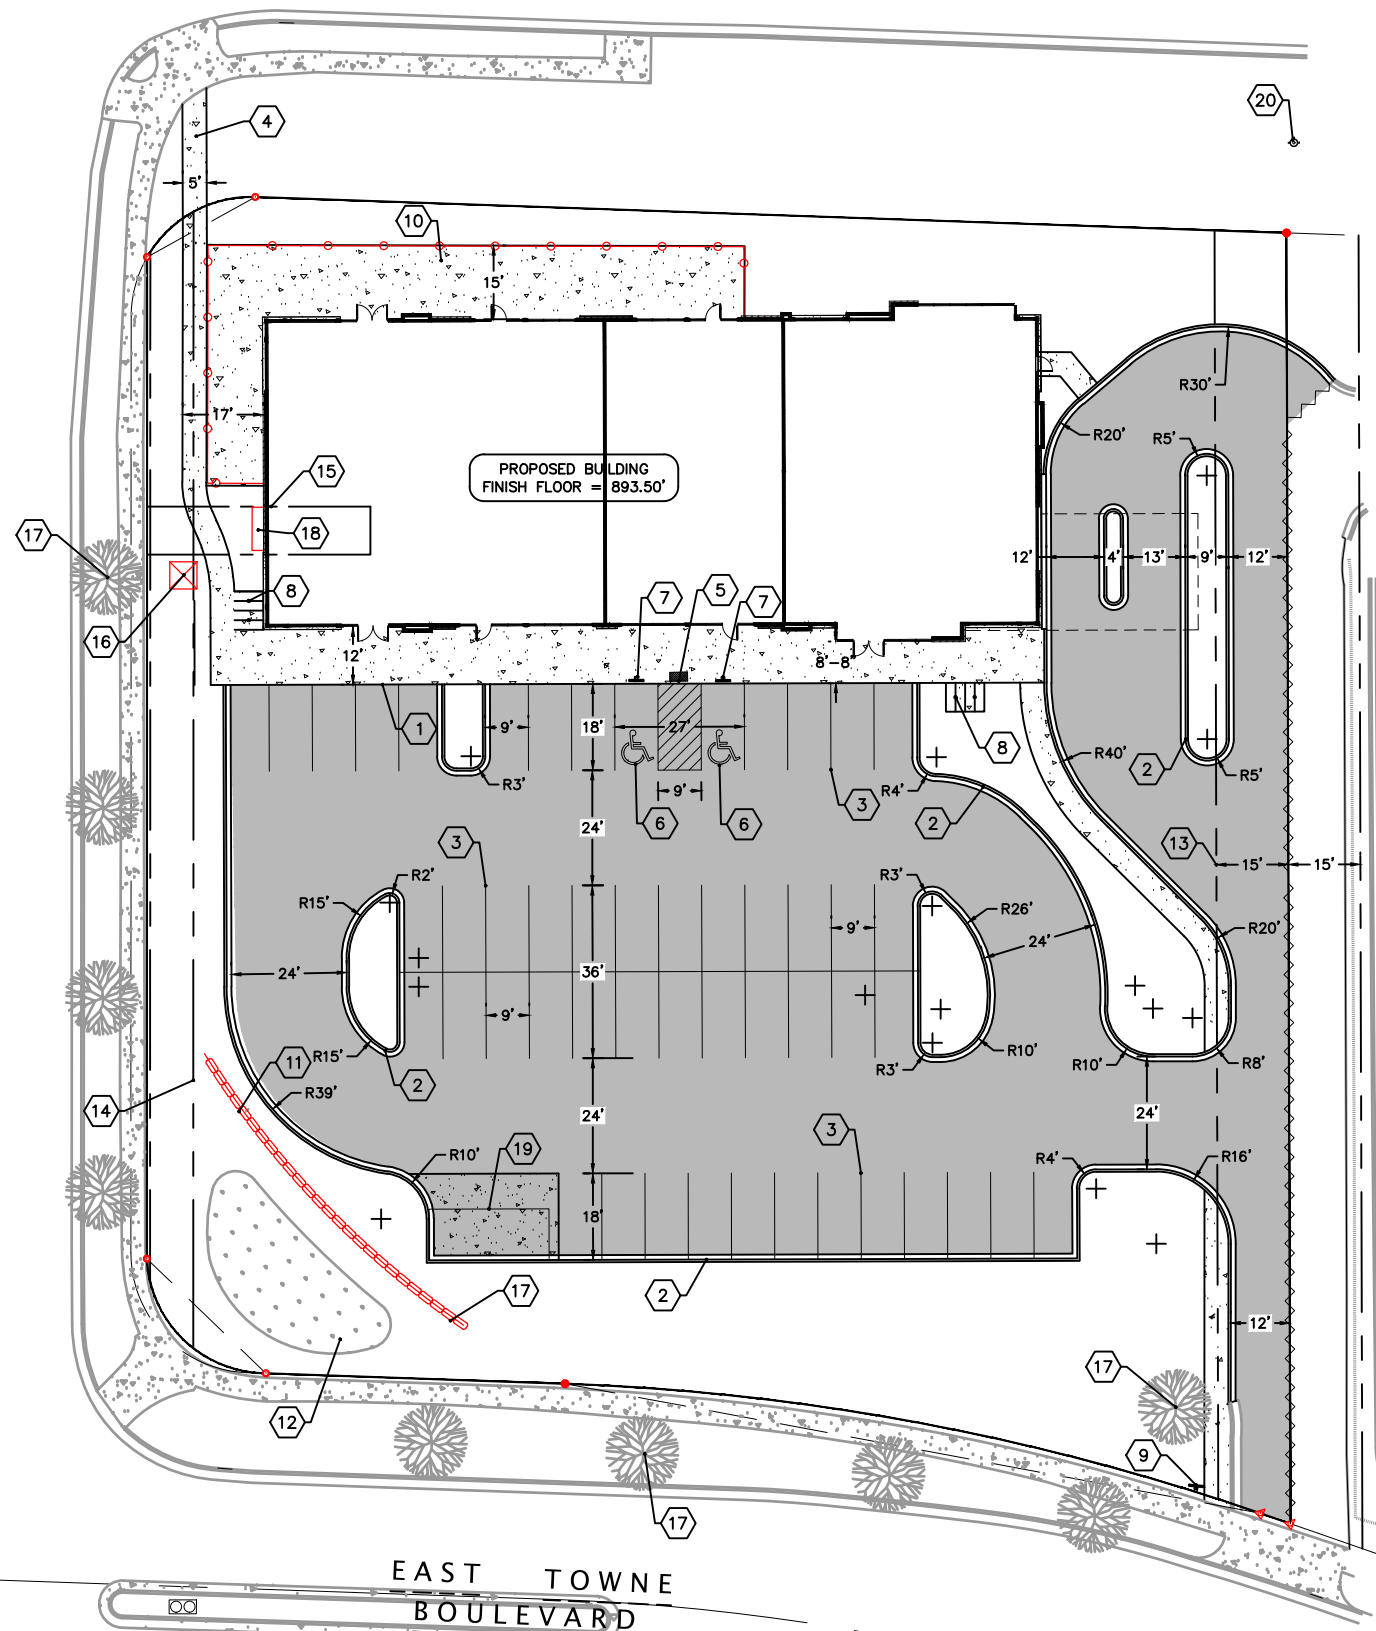 20
4
5'
10
15'
R30'
17'
R20'
R5'
PROPOSED BUILDING
FINISH FLOOR = 893.50'
15
18
17
12'
4'
13'
9'
12'
8
7
5
7
16
12'
8'-8"
1
9'
18'
27'
8
R40'
2
R5'
R3'
R4'
9'
3
6
6
2
24'
3
13
15'
15'
R2'
R3'
R15'
R26'
9'
R20'
24'
24'
36'
9'
R15'
2
R3'
R10'
R10'
R8'
11
R39'
14
24'
24'
3
R10'
19
R4'
R16'
18'
17
2
12'
17
12
9
17
EAST TOWNE
BOULEVARD